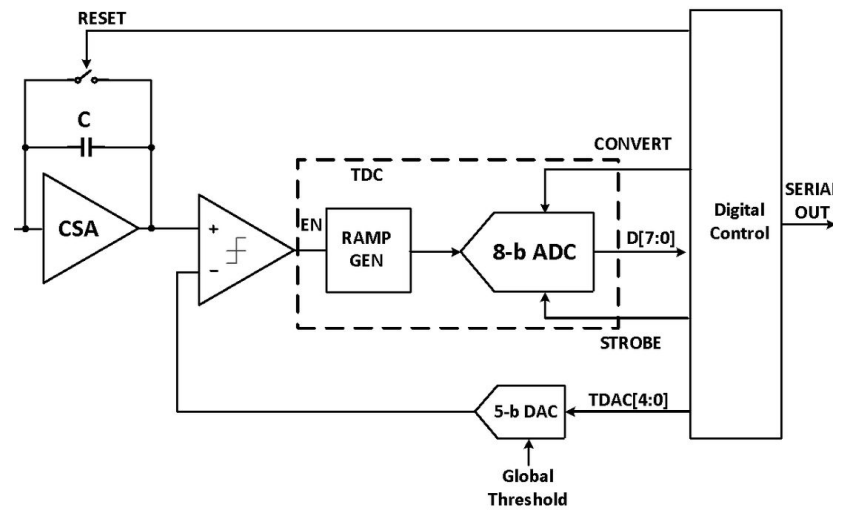 RESET
C
CONVERT
TDC
SERIAL
OUT
EN
CSA
+
-
RAMP
GEN
8-b ADC
D[7:0]
Digital
Control
STROBE
5-b DAC
TDAC[4:0]
Global
Threshold